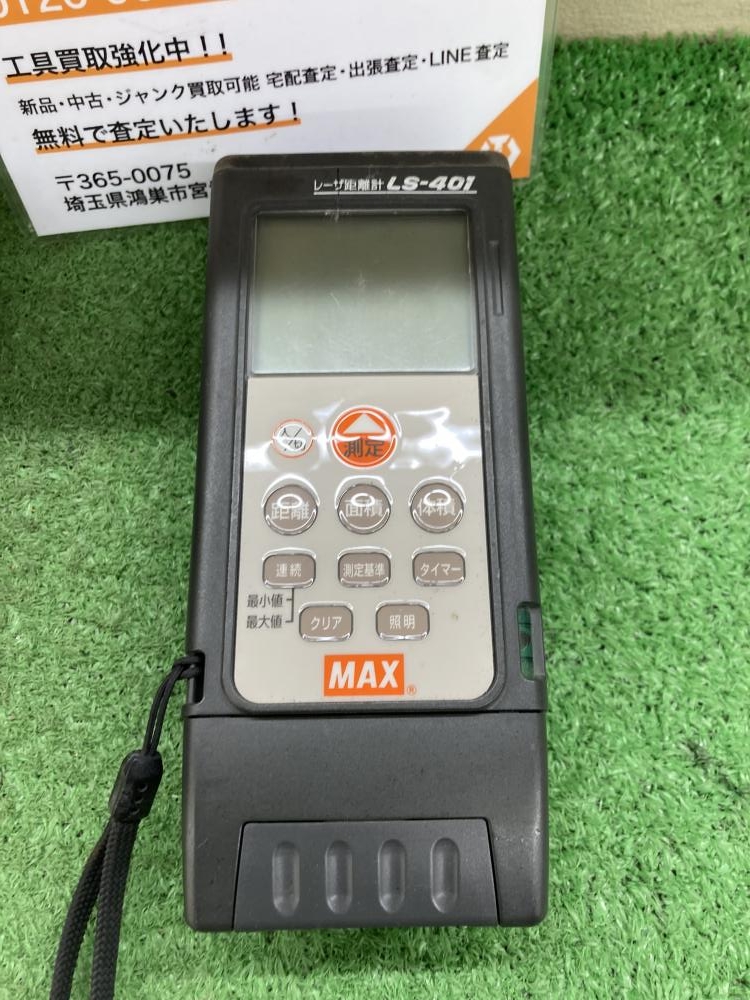 工具買取強化中！！
新品・中古・ジャンク買取可能 宅配査定・出張査定・LINE査定
無料で査定いたします！
〒365-0075
埼玉県鴻巣市宮
レーザ距離計 LS-401
測定
距離 面積 体積
連続 測定基準 タイマー
最小値
最大値
クリア 照明
MAX®